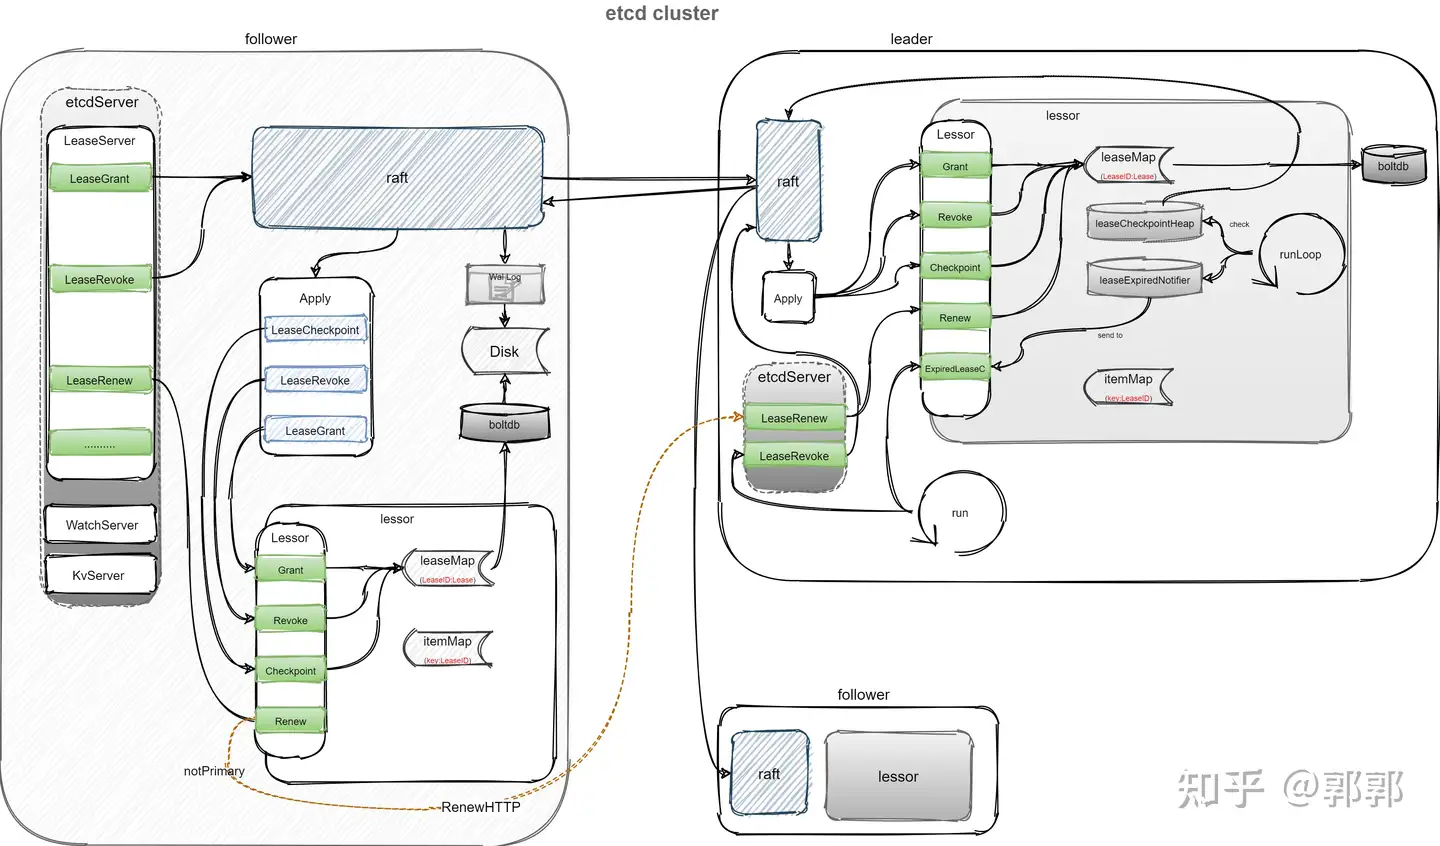 etcd cluster
follower
etcdServer
LeaseServer
LeaseGrant
LeaseRevoke
LeaseRenew
..........
WatchServer
KvServer
raft
Wal Log
Disk
boltdb
Apply
LeaseCheckpoint
LeaseRevoke
LeaseGrant
lessor
Lessor
Grant
Revoke
Checkpoint
Renew
leaseMap
(LeaseID:Lease)
itemMap
(key:LeaseID)
notPrimary
RenewHTTP
leader
raft
Apply
etcdServer
LeaseRenew
LeaseRevoke
run
lessor
Lessor
Grant
Revoke
Checkpoint
Renew
ExpiredLeaseC
leaseMap
(LeaseID:Lease)
leaseCheckpointHeap
check
leaseExpiredNotifier
send to
runLoop
itemMap
(key:LeaseID)
boltdb
follower
raft
lessor
知乎 @郭郭